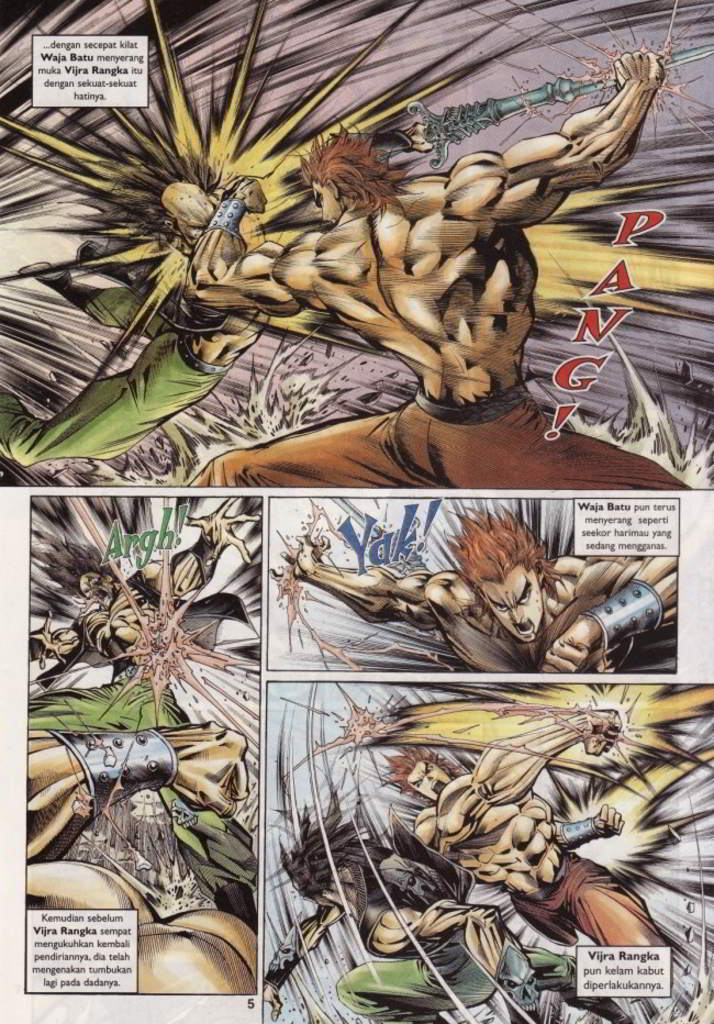 ...dengan secepat kilat
Waja Batu menyerang
muka Vijra Rangka itu
dengan sekuat-sekuat
hatinya.
PANG!
Argh!
Yak!
Waja Batu pun terus
menyerang seperti
seekor harimau yang
sedang mengganas.
Kemudian sebelum
Vijra Rangka sempat
mengukuhkan kembali
pendiriannya, dia telah
mengenakan tumbukan
lagi pada dadanya.
Vijra Rangka
pun kelam kabut
diperlakukannya.
5